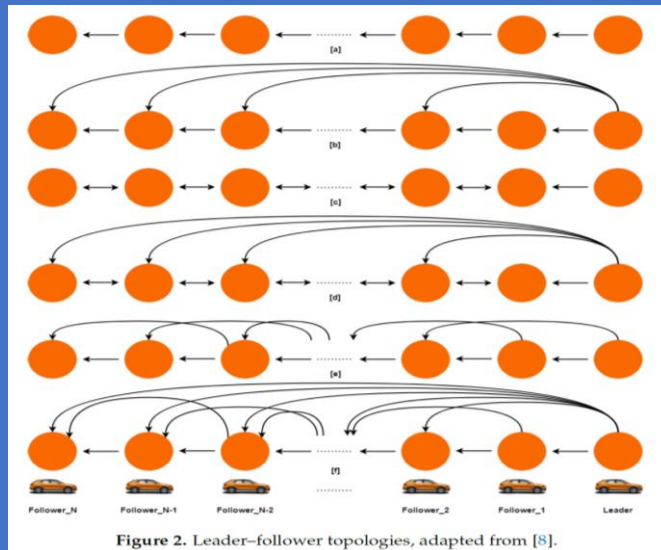 [a]
[b]
[c]
[d]
[e]
[f]
Follower_N Follower_N-1 Follower_N-2 Follower_2 Follower_1 Leader
Figure 2. Leader–follower topologies, adapted from [8].